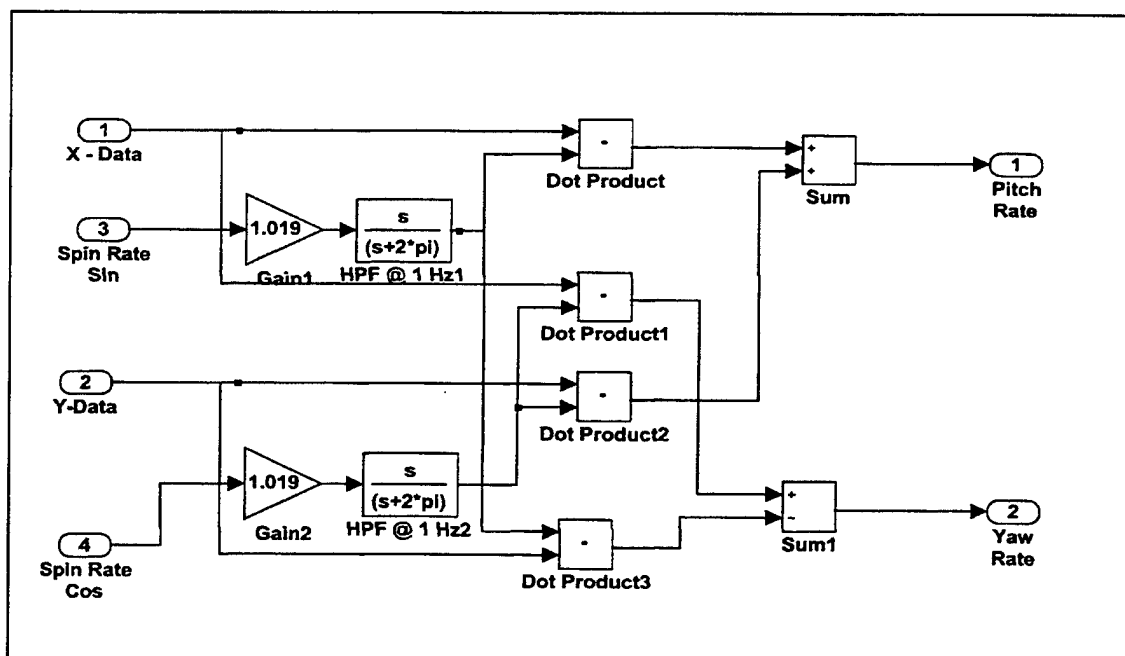 1
X - Data
Dot Product
+
+
Sum
1
Pitch
Rate
3
Spin Rate
Sin
1.019
Gain1
s
(s+2*pi)
HPF @ 1 Hz1
Dot Product1
2
Y-Data
Dot Product2
4
Spin Rate
Cos
1.019
Gain2
s
(s+2*pi)
HPF @ 1 Hz2
Dot Product3
+
−
Sum1
2
Yaw
Rate